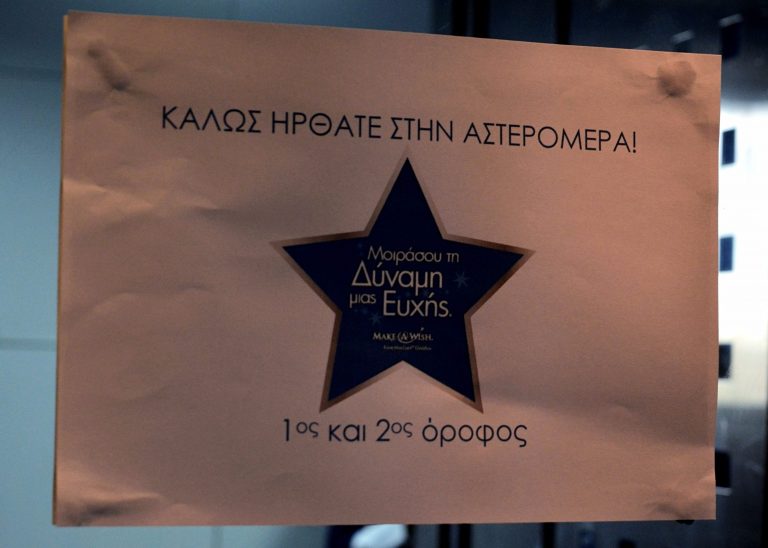 ΚΑΛΩΣ ΗΡΘΑΤΕ ΣΤΗΝ ΑΣΤΕΡΟΜΕΡΑ!
Μοιράσου τη
Δύναμη
μιας Ευχής.
MAKE-A-WISH.
1ος και 2ος όροφος